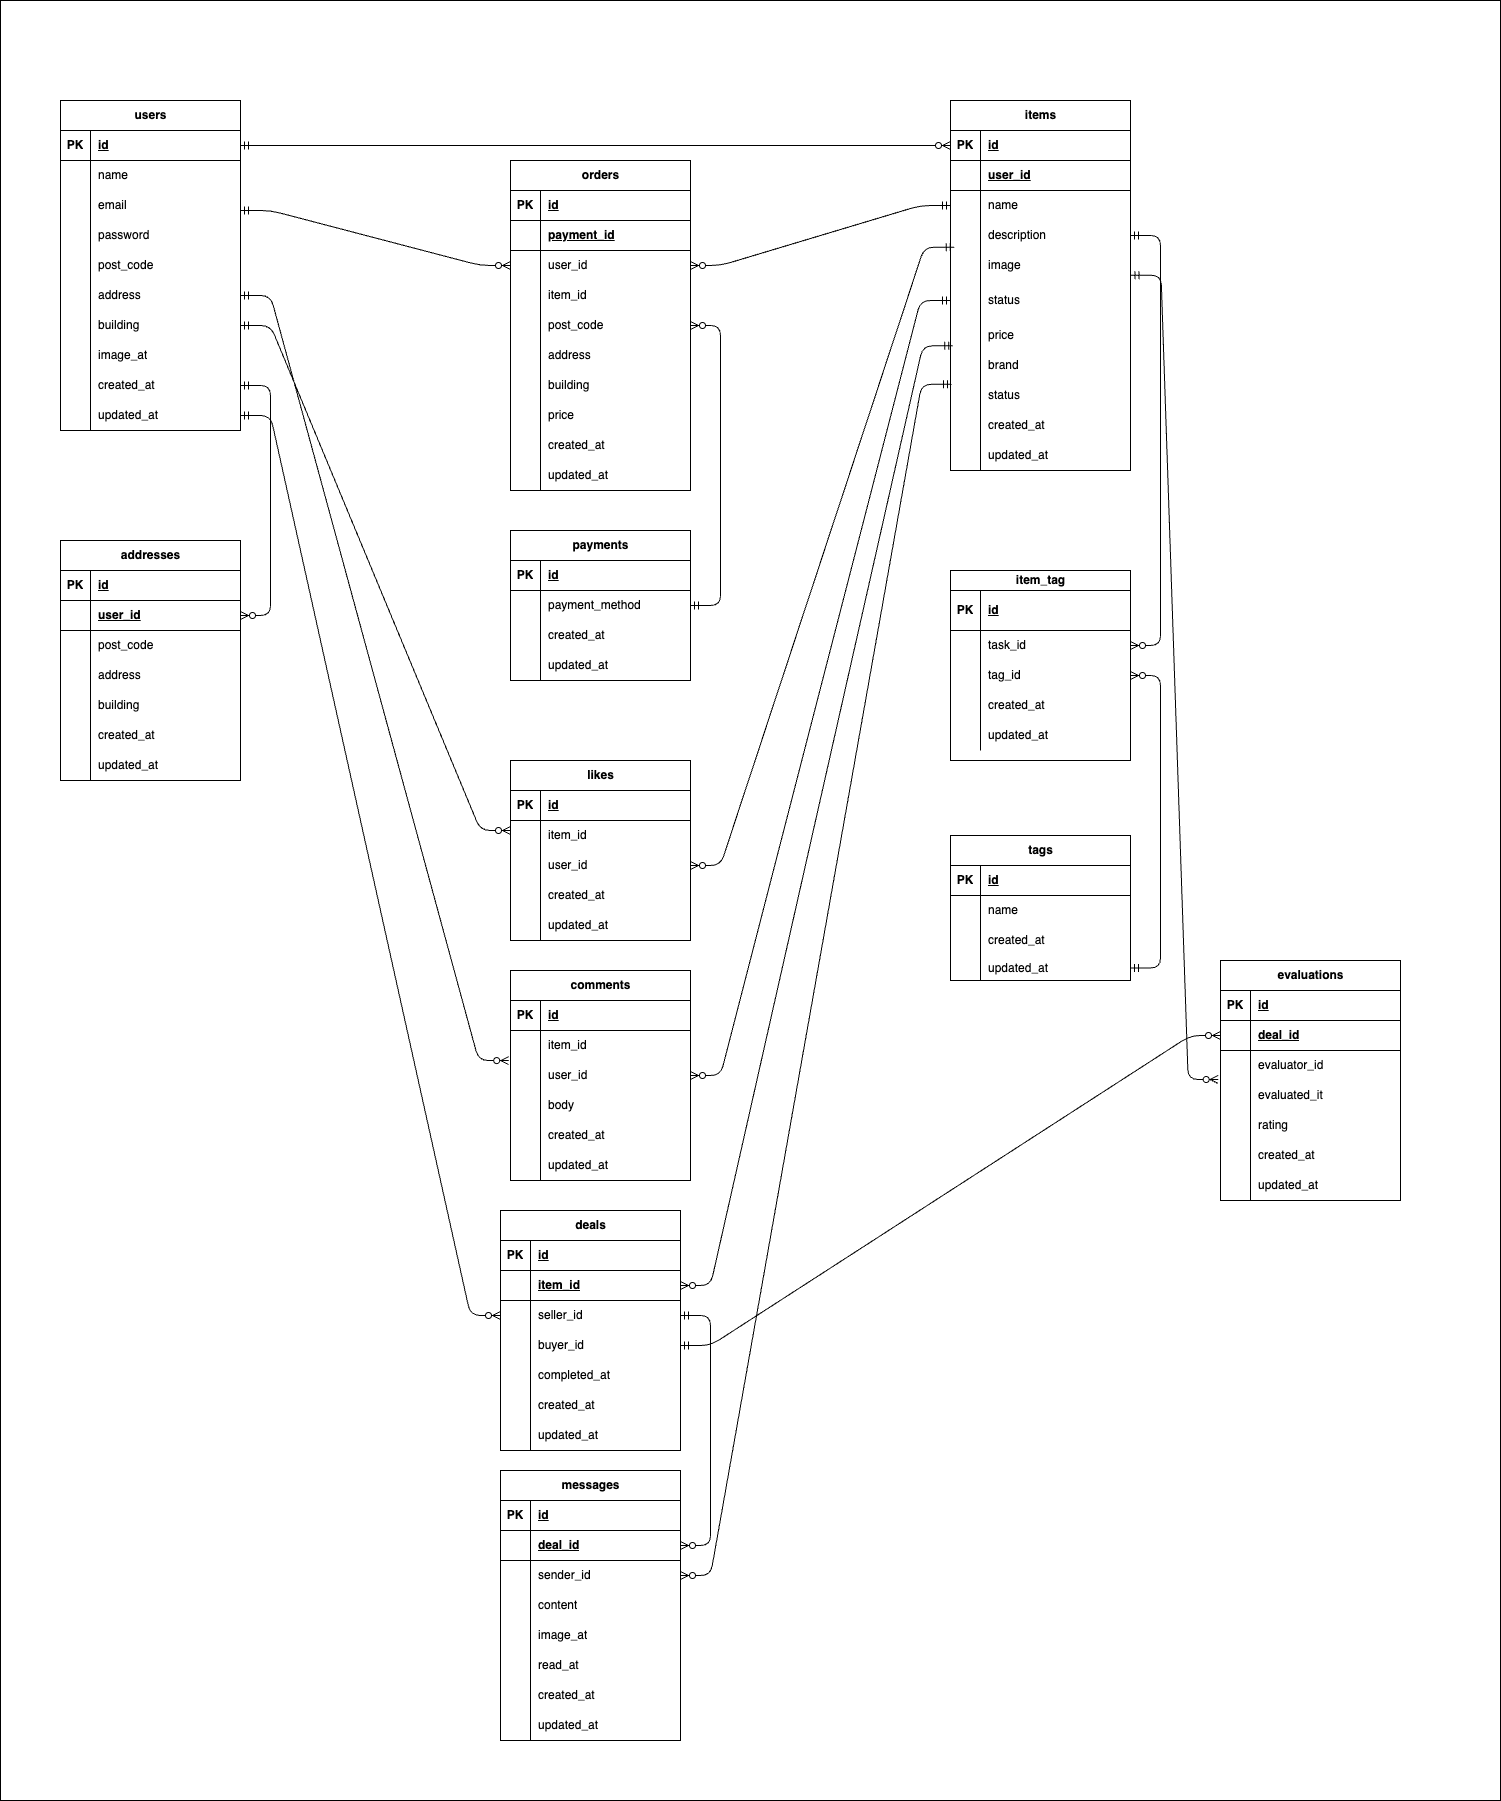 users
PK id
name
email
password
post_code
address
building
image_at
created_at
updated_at
addresses
PK id
user_id
post_code
address
building
created_at
updated_at
orders
PK id
payment_id
user_id
item_id
post_code
address
building
price
created_at
updated_at
payments
PK id
payment_method
created_at
updated_at
likes
PK id
item_id
user_id
created_at
updated_at
comments
PK id
item_id
user_id
body
created_at
updated_at
deals
PK id
item_id
seller_id
buyer_id
completed_at
created_at
updated_at
messages
PK id
deal_id
sender_id
content
image_at
read_at
created_at
updated_at
items
PK id
user_id
name
description
image
status
price
brand
status
created_at
updated_at
item_tag
PK id
task_id
tag_id
created_at
updated_at
tags
PK id
name
created_at
updated_at
evaluations
PK id
deal_id
evaluator_id
evaluated_it
rating
created_at
updated_at